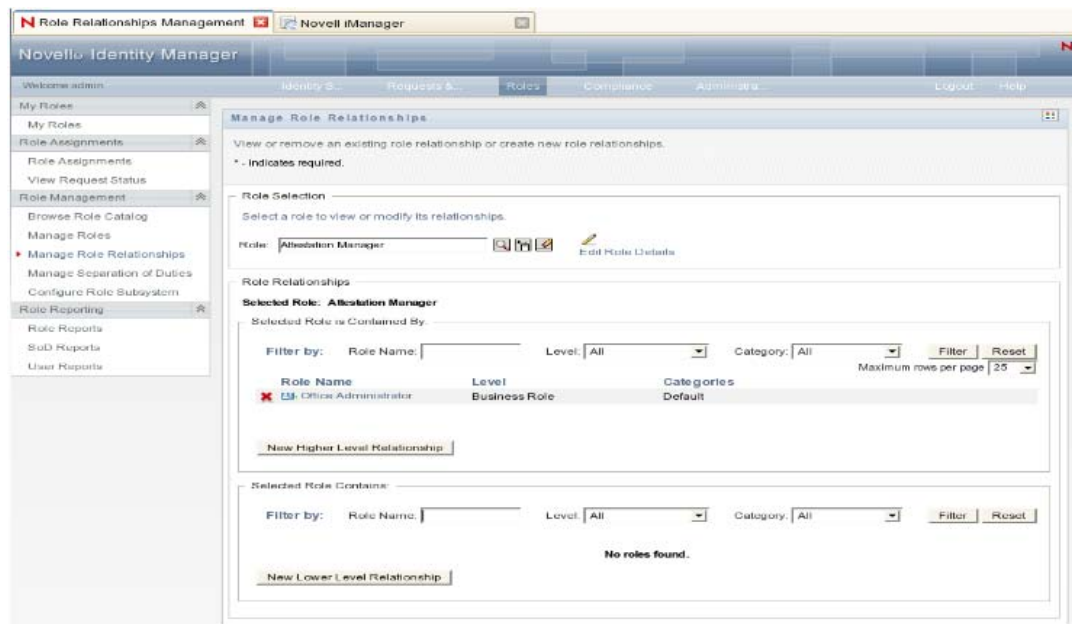 N Role Relationships Management
Novell iManager
Novell® Identity Manager
N
Welcome admin
Identity S...
Requests &...
Roles
Compliance
Administra...
Logout
Help
My Roles
My Roles
Role Assignments
Role Assignments
View Request Status
Role Management
Browse Role Catalog
Manage Roles
Manage Role Relationships
Manage Separation of Duties
Configure Role Subsystem
Role Reporting
Role Reports
SoD Reports
User Reports
Manage Role Relationships
View or remove an existing role relationship or create new role relationships.
* - indicates required.
Role Selection
Select a role to view or modify its relationships.
Role: Attestation Manager
Edit Role Details
Role Relationships
Selected Role: Attestation Manager
Selected Role is Contained By:
Filter by: Role Name: Level: All Category: All Filter Reset
Maximum rows per page 25
Role Name Level Categories
Office Administrator Business Role Default
New Higher Level Relationship
Selected Role Contains:
Filter by: Role Name: Level: All Category: All Filter Reset
No roles found.
New Lower Level Relationship